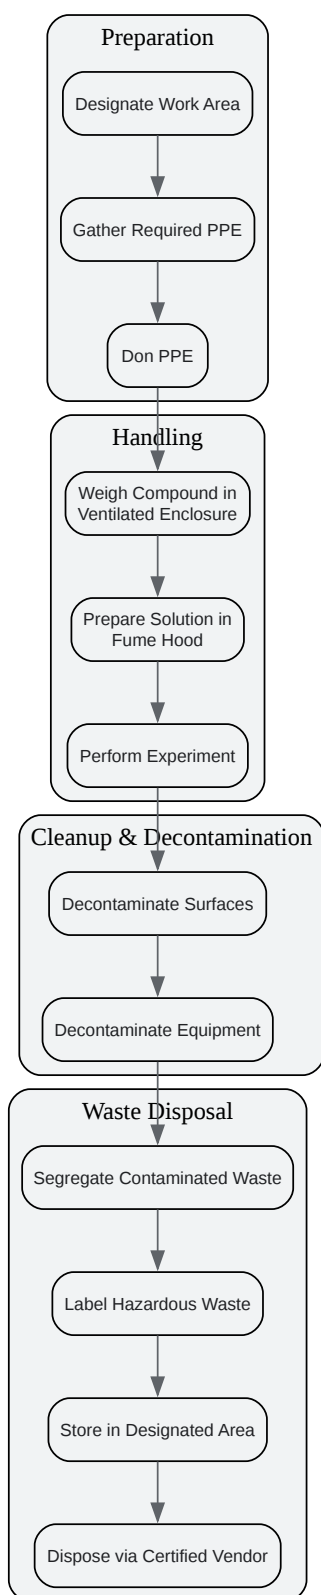 Preparation
Designate Work Area
Gather Required PPE
Don PPE
Handling
Weigh Compound in
Ventilated Enclosure
Prepare Solution in
Fume Hood
Perform Experiment
Cleanup & Decontamination
Decontaminate Surfaces
Decontaminate Equipment
Waste Disposal
Segregate Contaminated Waste
Label Hazardous Waste
Store in Designated Area
Dispose via Certified Vendor